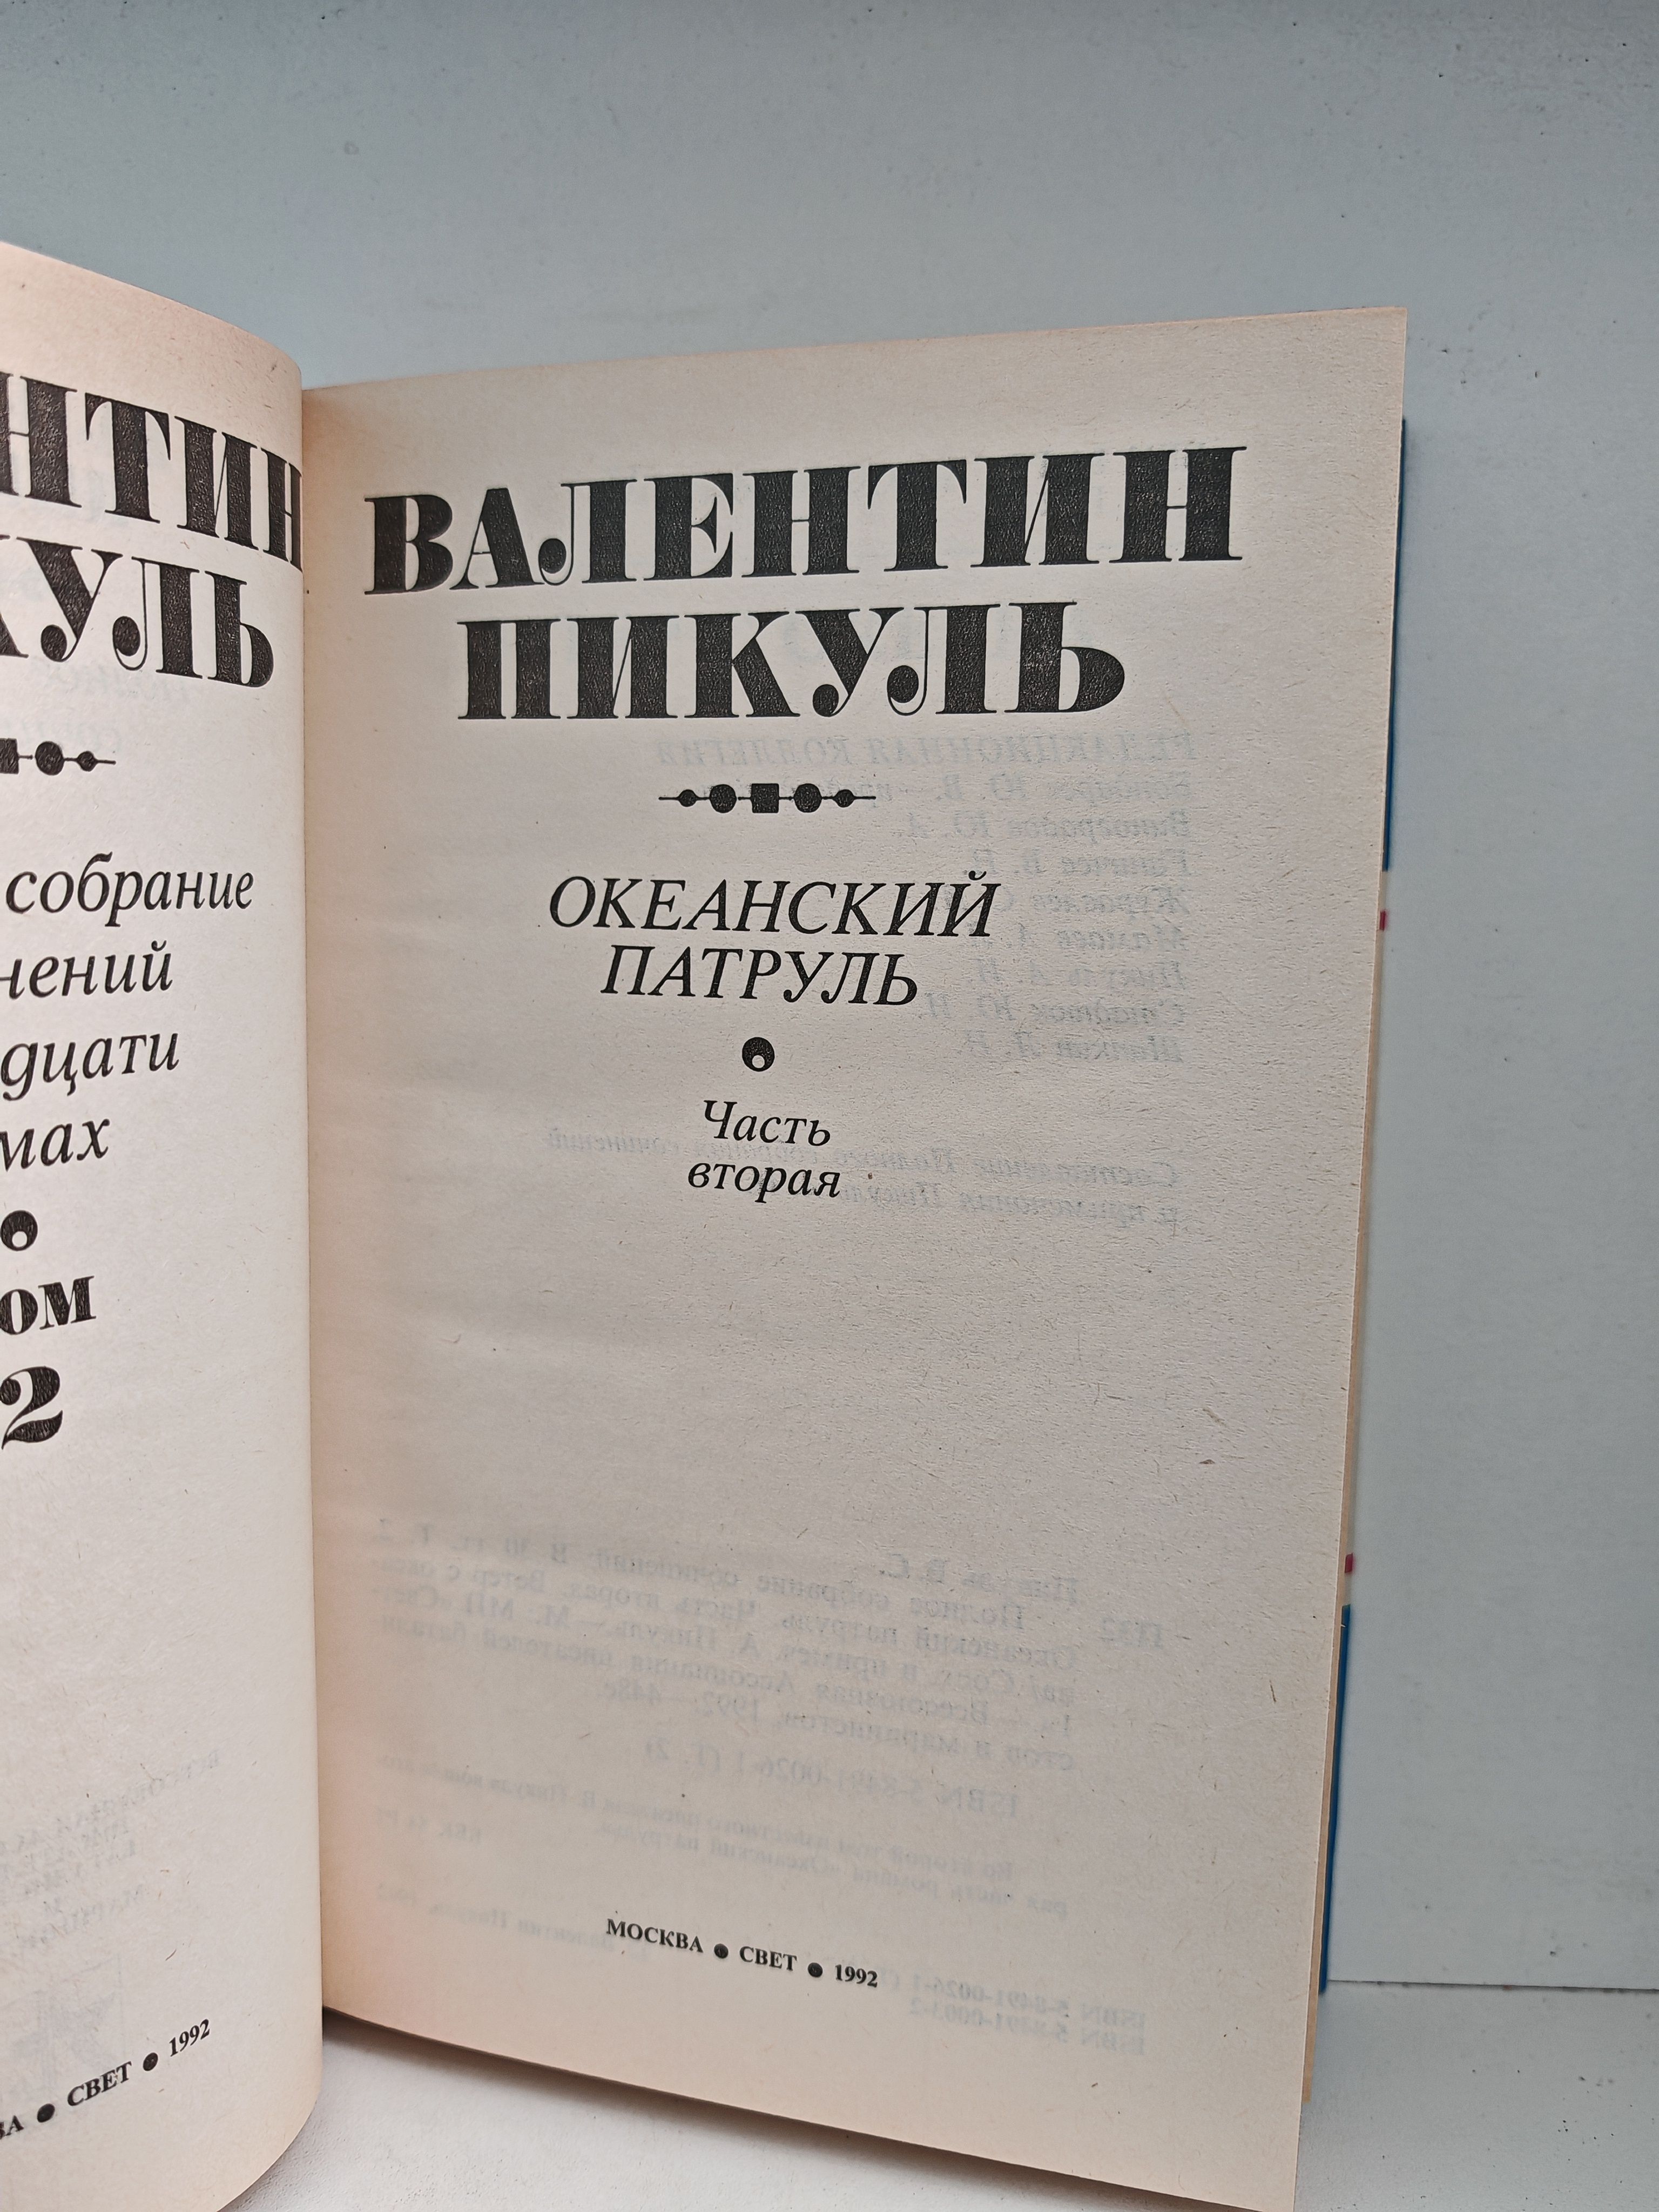 НТИН
КУЛЬ
собрание
нений
дцати
мах
ом
2
ВА ● СВЕТ ● 1992
ВАЛЕНТИН
ПИКУЛЬ
ОКЕАНСКИЙ
ПАТРУЛЬ
Часть
вторая
МОСКВА ● СВЕТ ● 1992